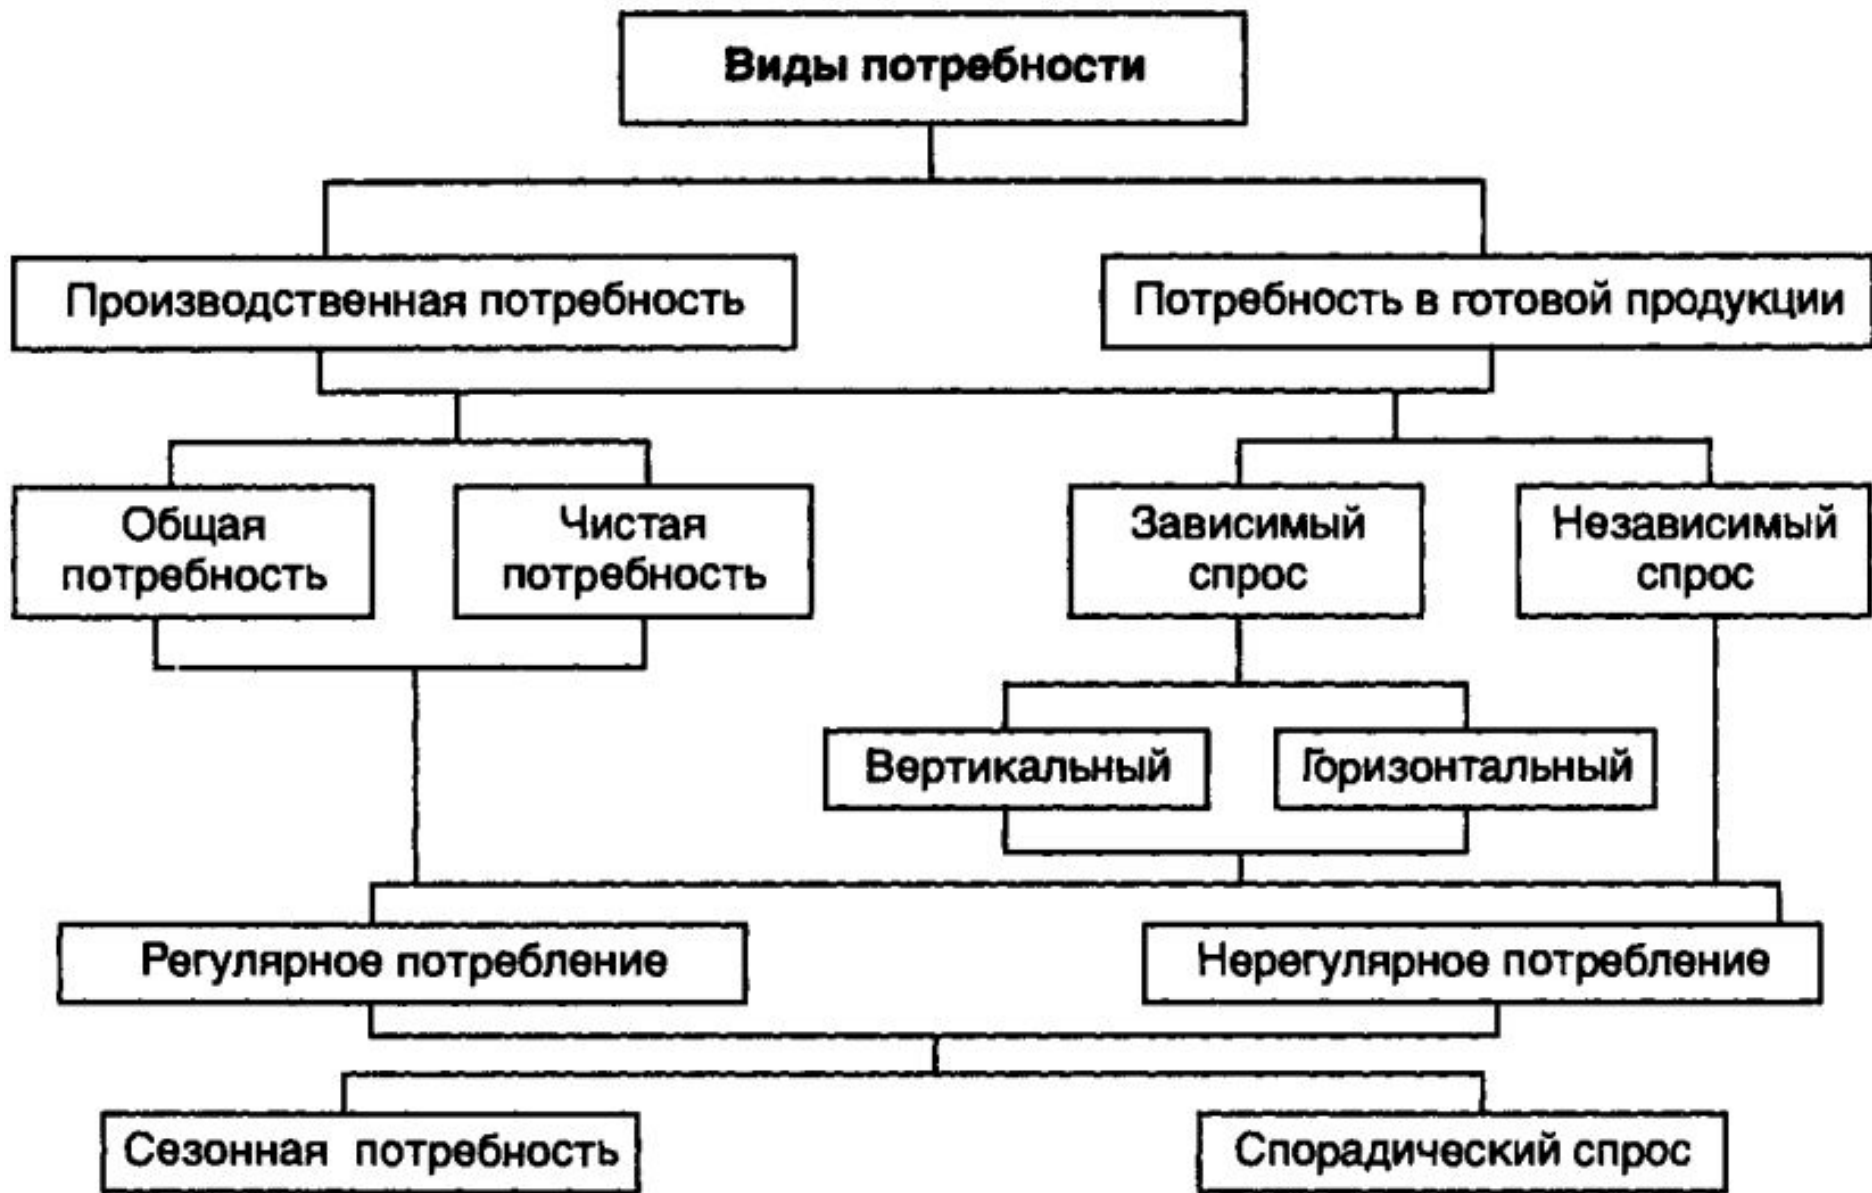 Виды потребности
Производственная потребность
Потребность в готовой продукции
Общая
потребность
Чистая
потребность
Зависимый
спрос
Независимый
спрос
Вертикальный
Горизонтальный
Регулярное потребление
Нерегулярное потребление
Сезонная потребность
Спорадический спрос